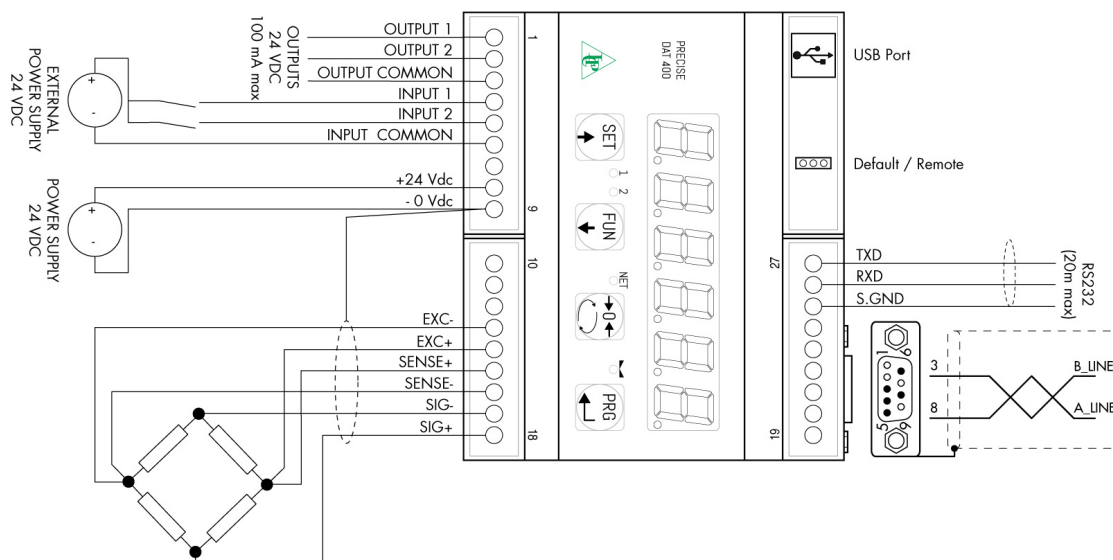 OUTPUT 1
OUTPUT 2
OUTPUT COMMON
INPUT 1
INPUT 2
INPUT COMMON
OUTPUTS
24 VDC
100 mA max
EXTERNAL
POWER SUPPLY
24 VDC
+
-
+24 Vdc
- 0 Vdc
POWER SUPPLY
24 VDC
+
-
EXC-
EXC+
SENSE+
SENSE-
SIG-
SIG+
1
9
10
18
PRECISE
DAT 400
SET
1
2
FUN
NET
0
PRG
USB Port
Default / Remote
27
19
TXD
RXD
S.GND
RS232
(20m max)
1
6
5
9
3
8
B_LINE
A_LINE